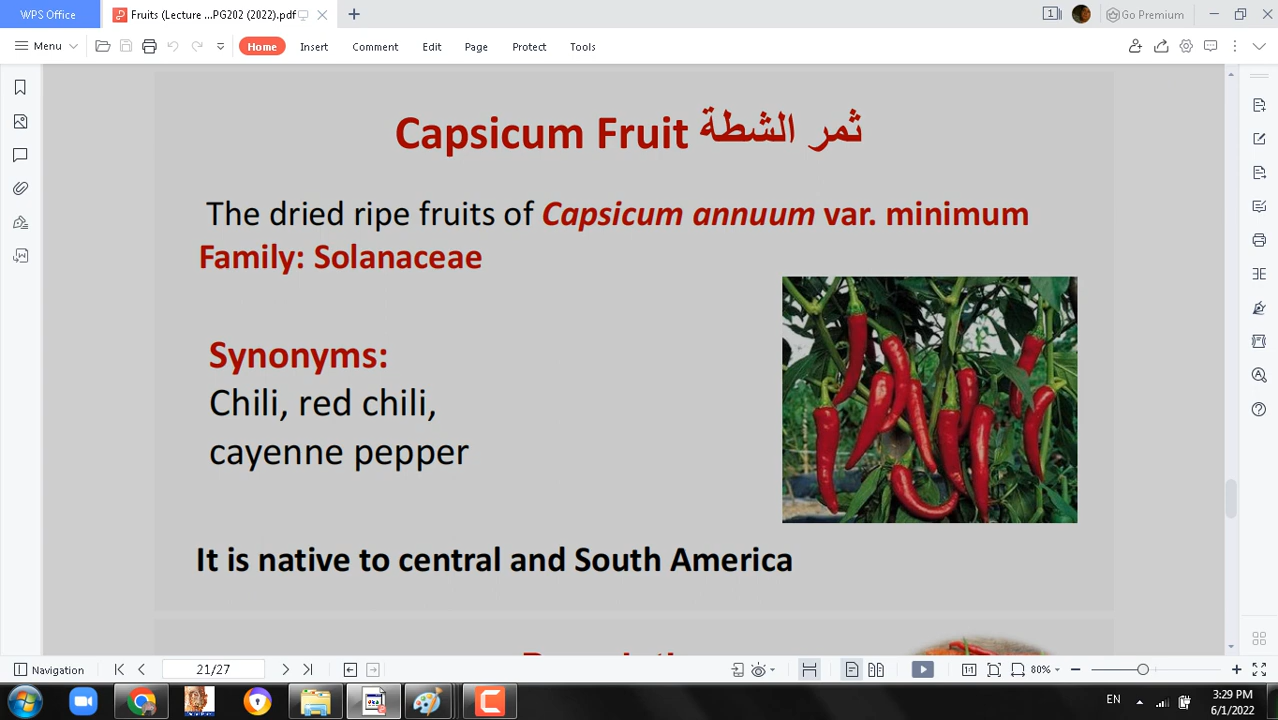 WPS Office
Fruits (Lecture ...PG202 (2022).pdf
1
Go Premium
Menu
Home
Insert
Comment
Edit
Page
Protect
Tools
Capsicum Fruit ثمر الشطة
The dried ripe fruits of Capsicum annuum var. minimum
Family: Solanaceae
Synonyms:
Chili, red chili,
cayenne pepper
It is native to central and South America
Navigation
21/27
1:1
80%
EN
3:29 PM
6/1/2022